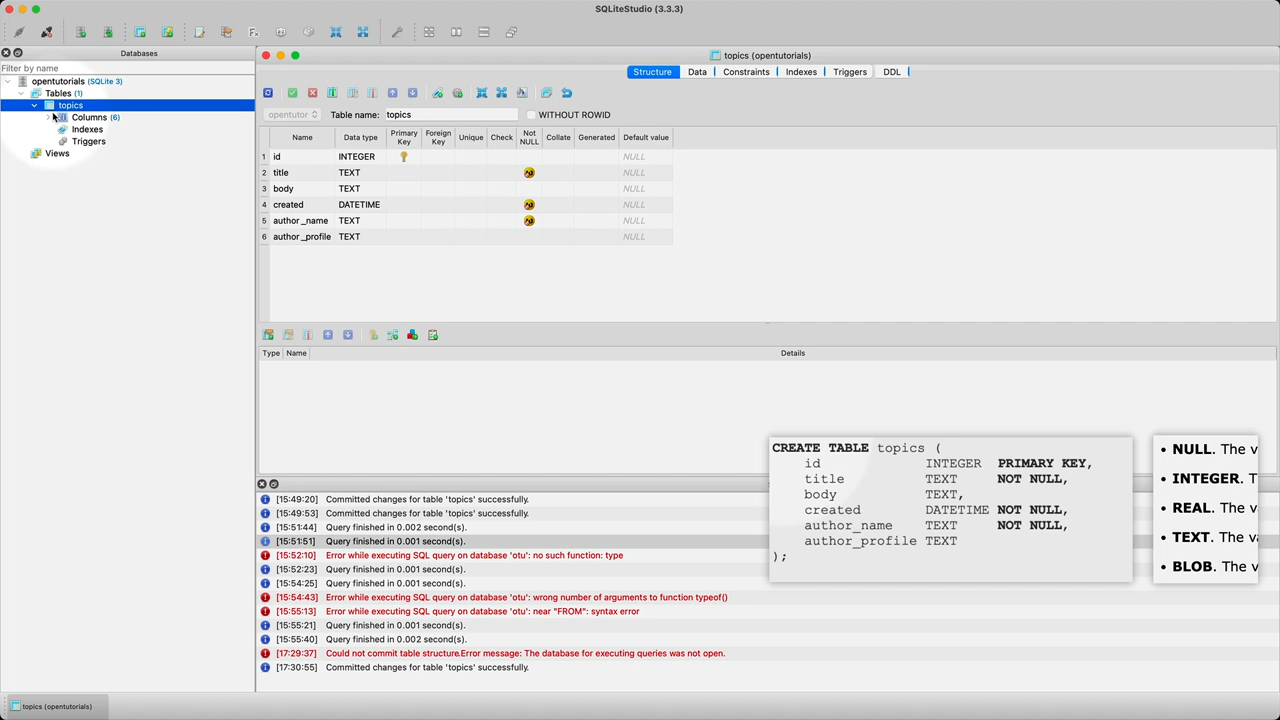 SQLiteStudio (3.3.3)
Databases
Filter by name
opentutorials (SQLite 3)
Tables (1)
topics
Columns (6)
Indexes
Triggers
Views
topics (opentutorials)
Structure Data Constraints Indexes Triggers DDL
opentutor Table name: topics WITHOUT ROWID
Name Data type Primary Key Foreign Key Unique Check Not NULL Collate Generated Default value
1 id INTEGER NULL
2 title TEXT NULL
3 body TEXT NULL
4 created DATETIME NULL
5 author_name TEXT NULL
6 author_profile TEXT NULL
Type Name Details
CREATE TABLE topics (
id INTEGER PRIMARY KEY,
title TEXT NOT NULL,
body TEXT,
created DATETIME NOT NULL,
author_name TEXT NOT NULL,
author_profile TEXT
);
• NULL. The v
• INTEGER. T
• REAL. The v
• TEXT. The va
• BLOB. The v
[15:49:20] Committed changes for table 'topics' successfully.
[15:49:53] Committed changes for table 'topics' successfully.
[15:51:44] Query finished in 0.002 second(s).
[15:51:51] Query finished in 0.001 second(s).
[15:52:10] Error while executing SQL query on database 'otu': no such function: type
[15:52:23] Query finished in 0.001 second(s).
[15:54:25] Query finished in 0.001 second(s).
[15:54:43] Error while executing SQL query on database 'otu': wrong number of arguments to function typeof()
[15:55:13] Error while executing SQL query on database 'otu': near "FROM": syntax error
[15:55:21] Query finished in 0.001 second(s).
[15:55:40] Query finished in 0.002 second(s).
[17:29:37] Could not commit table structure.Error message: The database for executing queries was not open.
[17:30:55] Committed changes for table 'topics' successfully.
topics (opentutorials)